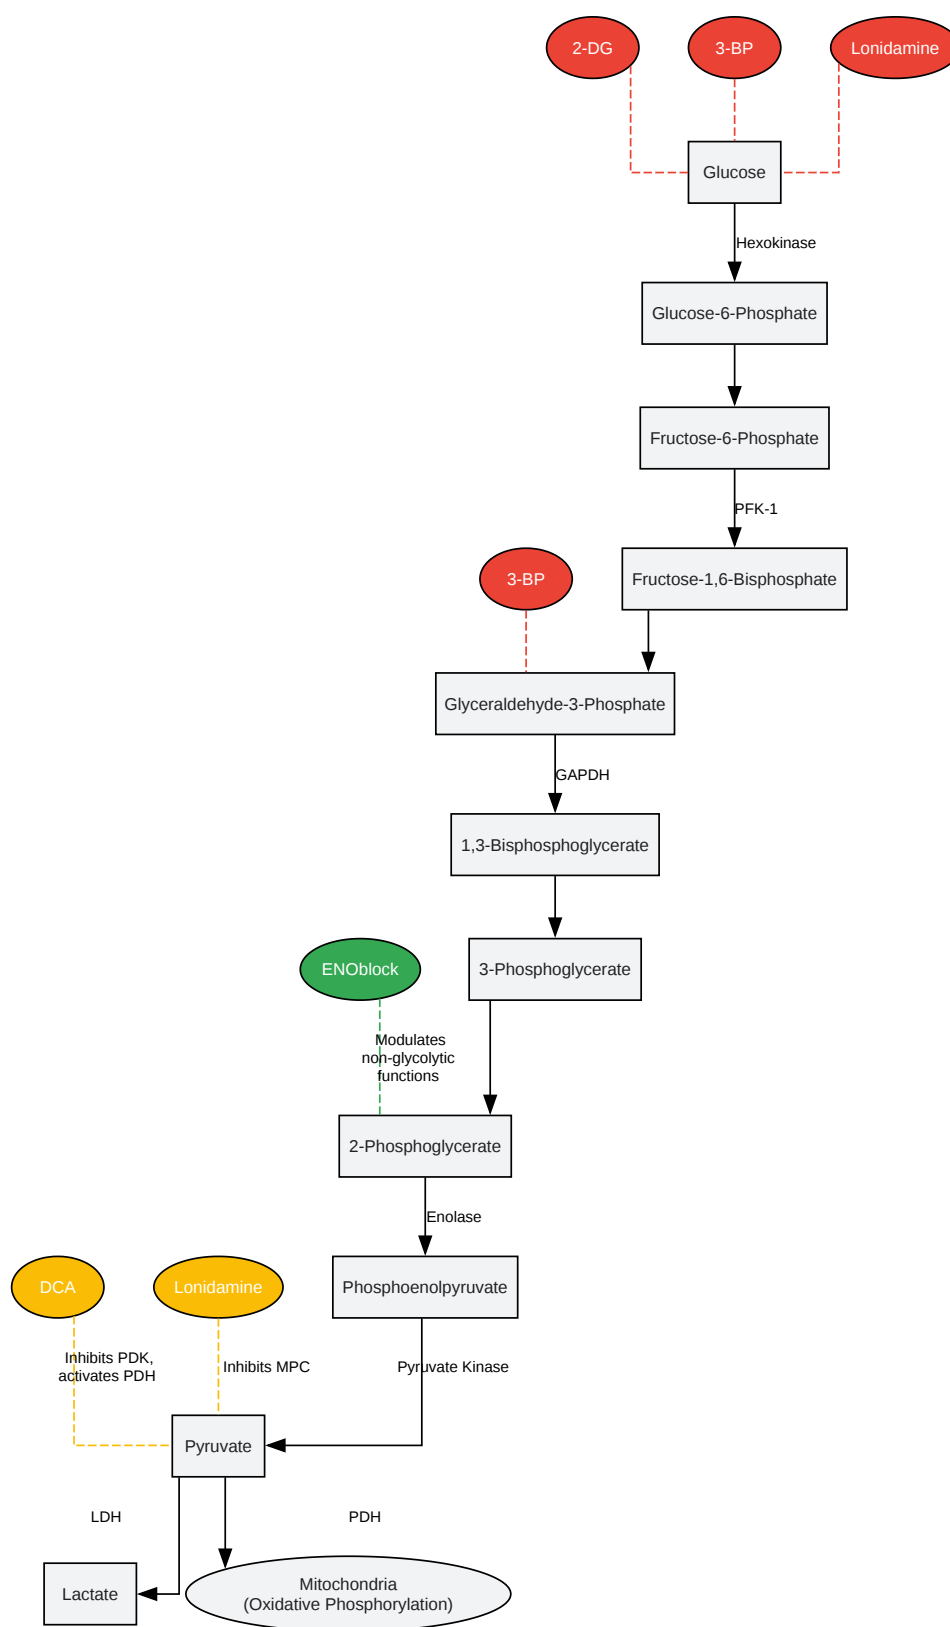 2-DG
3-BP
Lonidamine
Glucose
Hexokinase
Glucose-6-Phosphate
Fructose-6-Phosphate
PFK-1
3-BP
Fructose-1,6-Bisphosphate
Glyceraldehyde-3-Phosphate
GAPDH
1,3-Bisphosphoglycerate
ENOblock
3-Phosphoglycerate
Modulates
non-glycolytic
functions
2-Phosphoglycerate
Enolase
DCA
Lonidamine
Phosphoenolpyruvate
Inhibits PDK,
activates PDH
Inhibits MPC
Pyruvate Kinase
Pyruvate
LDH
PDH
Lactate
Mitochondria
(Oxidative Phosphorylation)